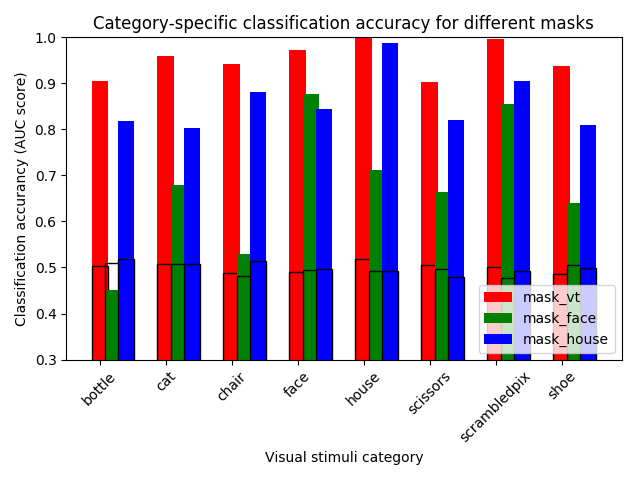 Category-specific classification accuracy for different masks
Classification accurancy (AUC score)
1.0
0.9
0.8
0.7
0.6
0.5
0.4
0.3
mask_vt
mask_face
mask_house
bottle
cat
chair
face
house
scissors
scrambledpix
shoe
Visual stimuli category